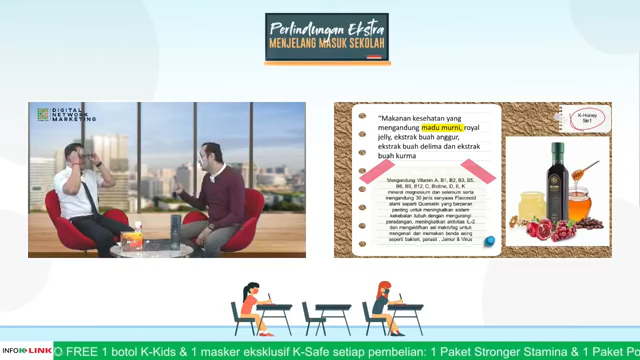 Perlindungan Ekstra
MENJELANG MASUK SEKOLAH
DIGITAL
NETWORK
MARKETING
"Makanan kesehatan yang
mengandung madu murni, royal
jelly, ekstrak buah anggur,
ekstrak buah delima dan ekstrak
buah kurma
Mengandung Vitamin A, B1, B2, B3, B5,
B6, B9, B12, C, Biotine, D, E, K
mineral magnesium dan selenium serta
mengandung 30 jenis senyawa Flavonoid
alami seperti Quersetin yang berperan
penting untuk meningkatkan sistem
kekebalan tubuh dengan mengurangi
peradangan, meningkatkan aktivitas IL-2
dan mengaktifkan sel makrofag untuk
mengenali dan memakan benda asing
seperti bakteri, parasit , Jamur & Virus
K-Honey
5in1
INFO K-LINK
FREE 1 botol K-Kids & 1 masker eksklusif K-Safe setiap pembelian: 1 Paket Stronger Stamina & 1 Paket Po